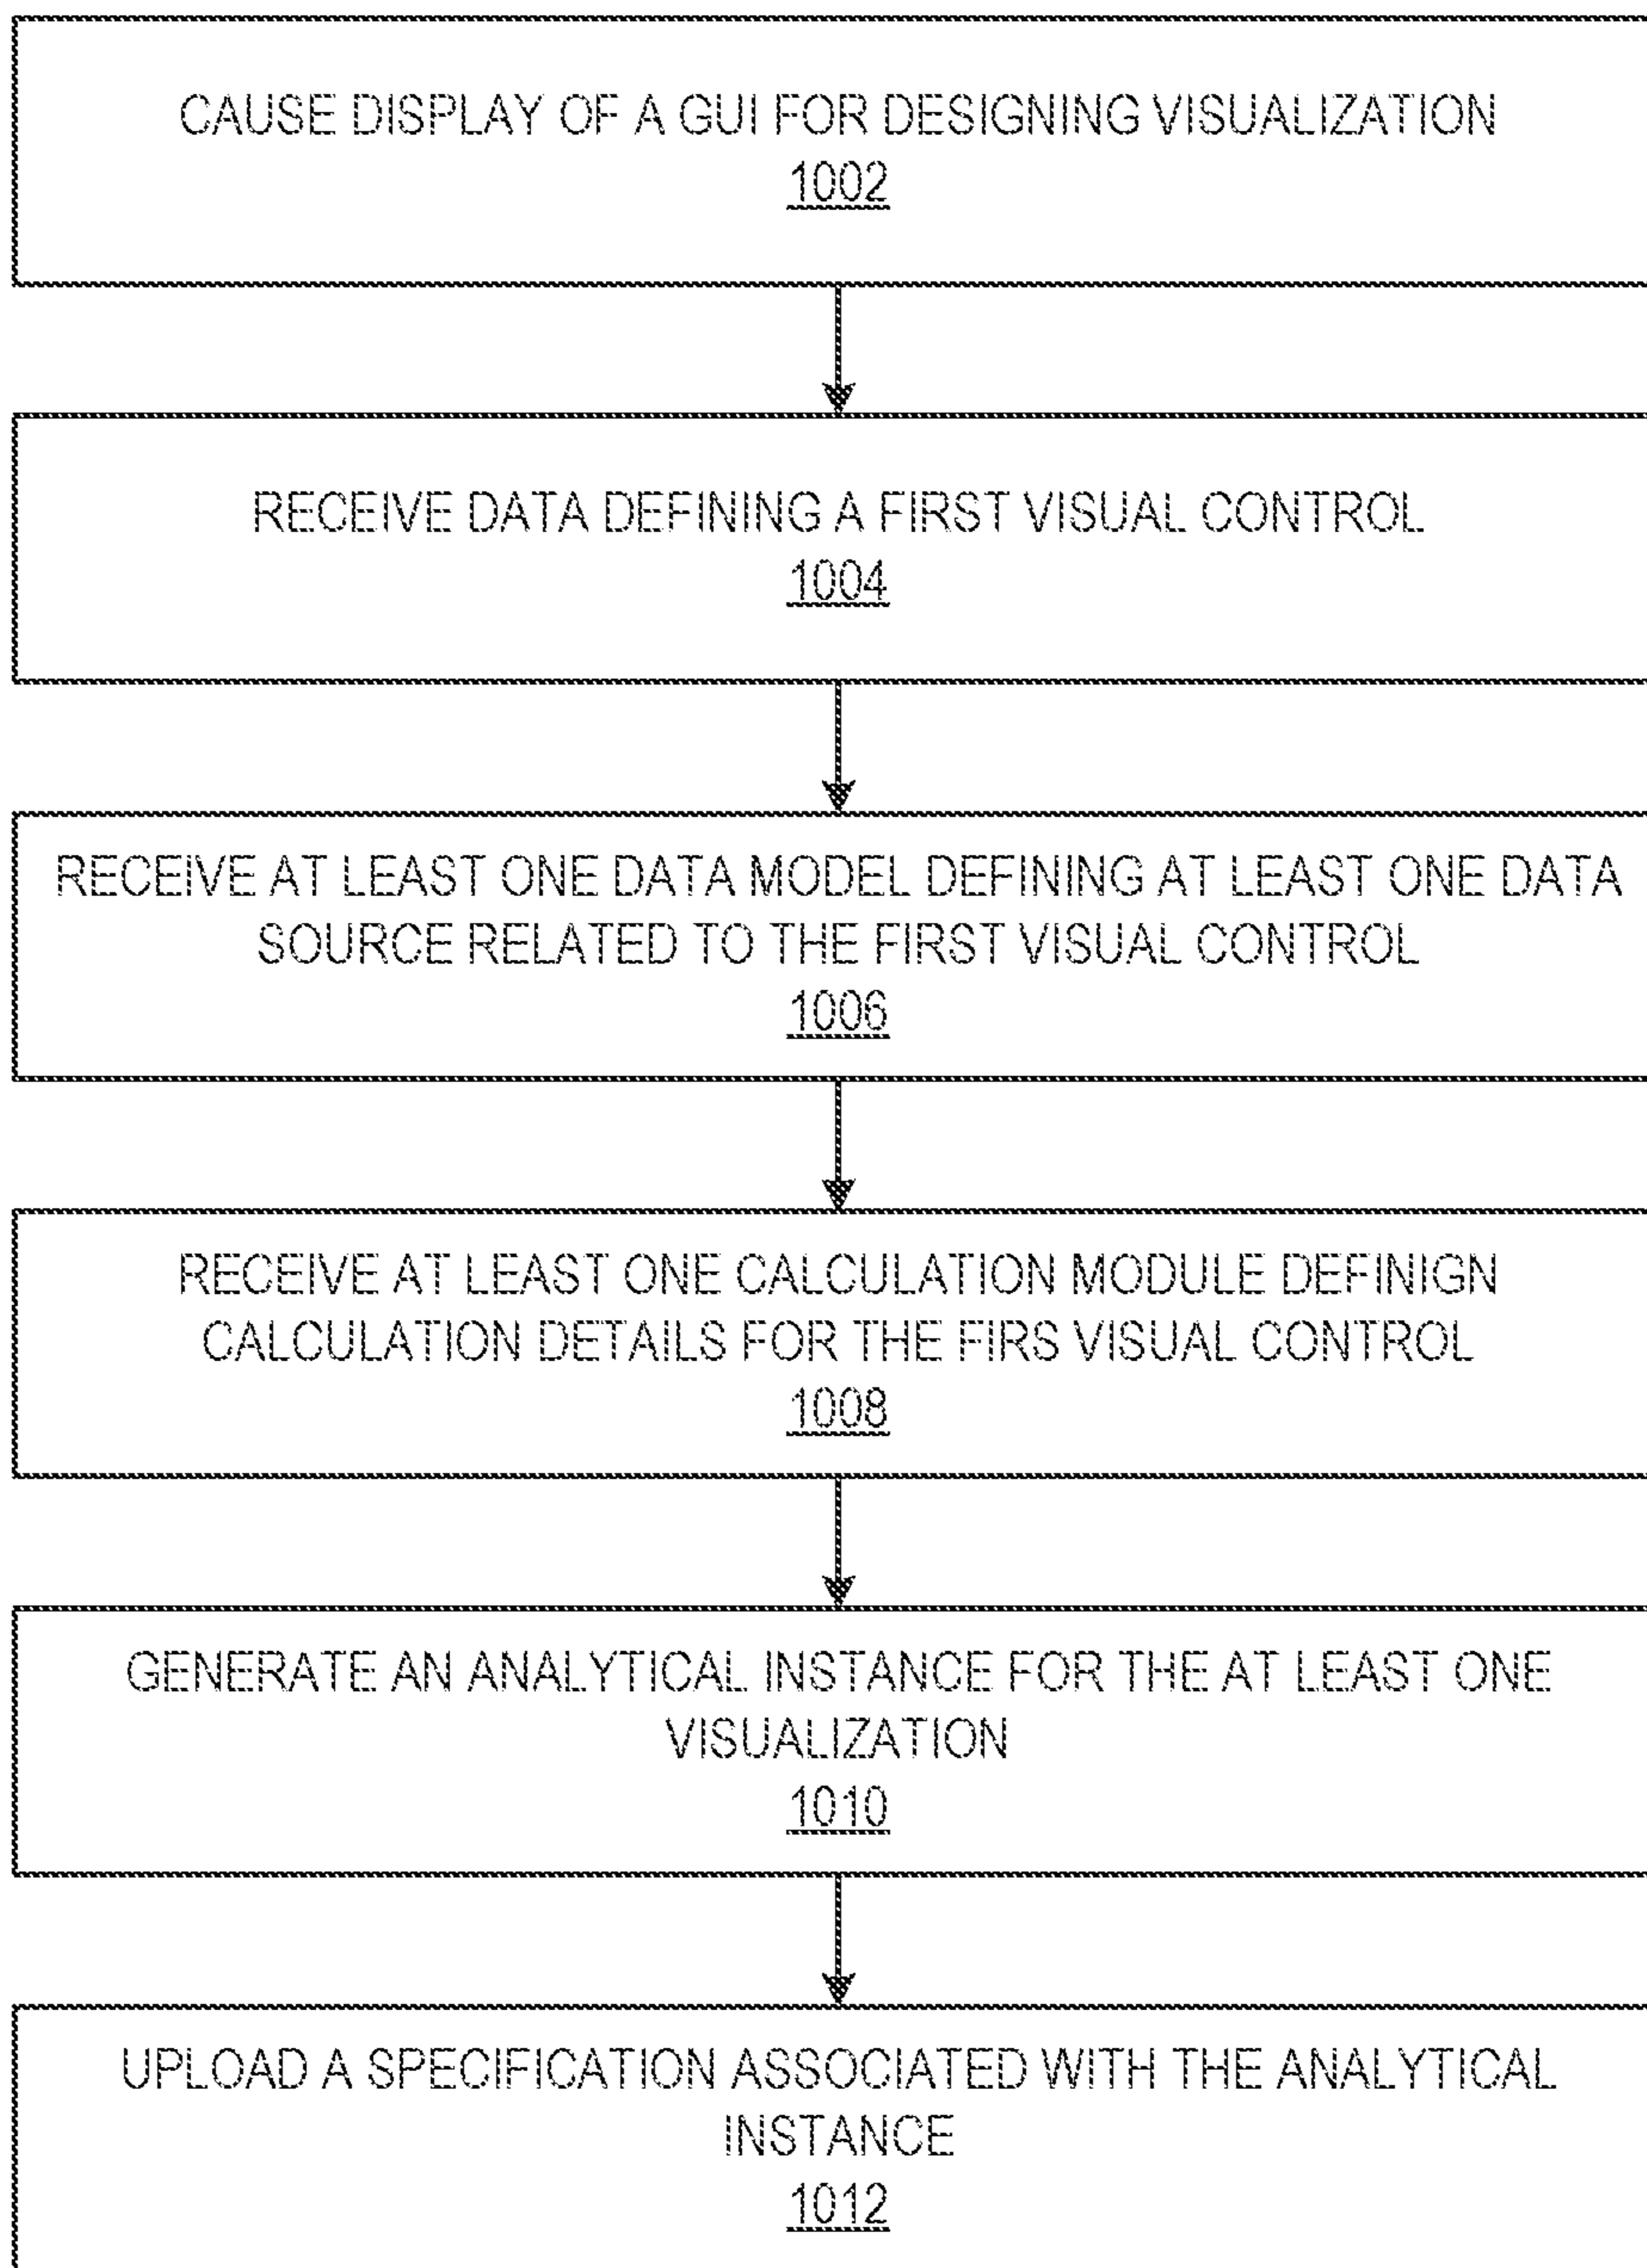 CAUSE DISPLAY OF A GUI FOR DESIGNING VISUALIZATION
1002
RECEIVE DATA DEFINING A FIRST VISUAL CONTROL
1004
RECEIVE AT LEAST ONE DATA MODEL DEFINING AT LEAST ONE DATA
SOURCE RELATED TO THE FIRST VISUAL CONTROL
1006
RECEIVE AT LEAST ONE CALCULATION MODULE DEFINIGN
CALCULATION DETAILS FOR THE FIRS VISUAL CONTROL
1008
GENERATE AN ANALYTICAL INSTANCE FOR THE AT LEAST ONE
VISUALIZATION
1010
UPLOAD A SPECIFICATION ASSOCIATED WITH THE ANALYTICAL
INSTANCE
1012